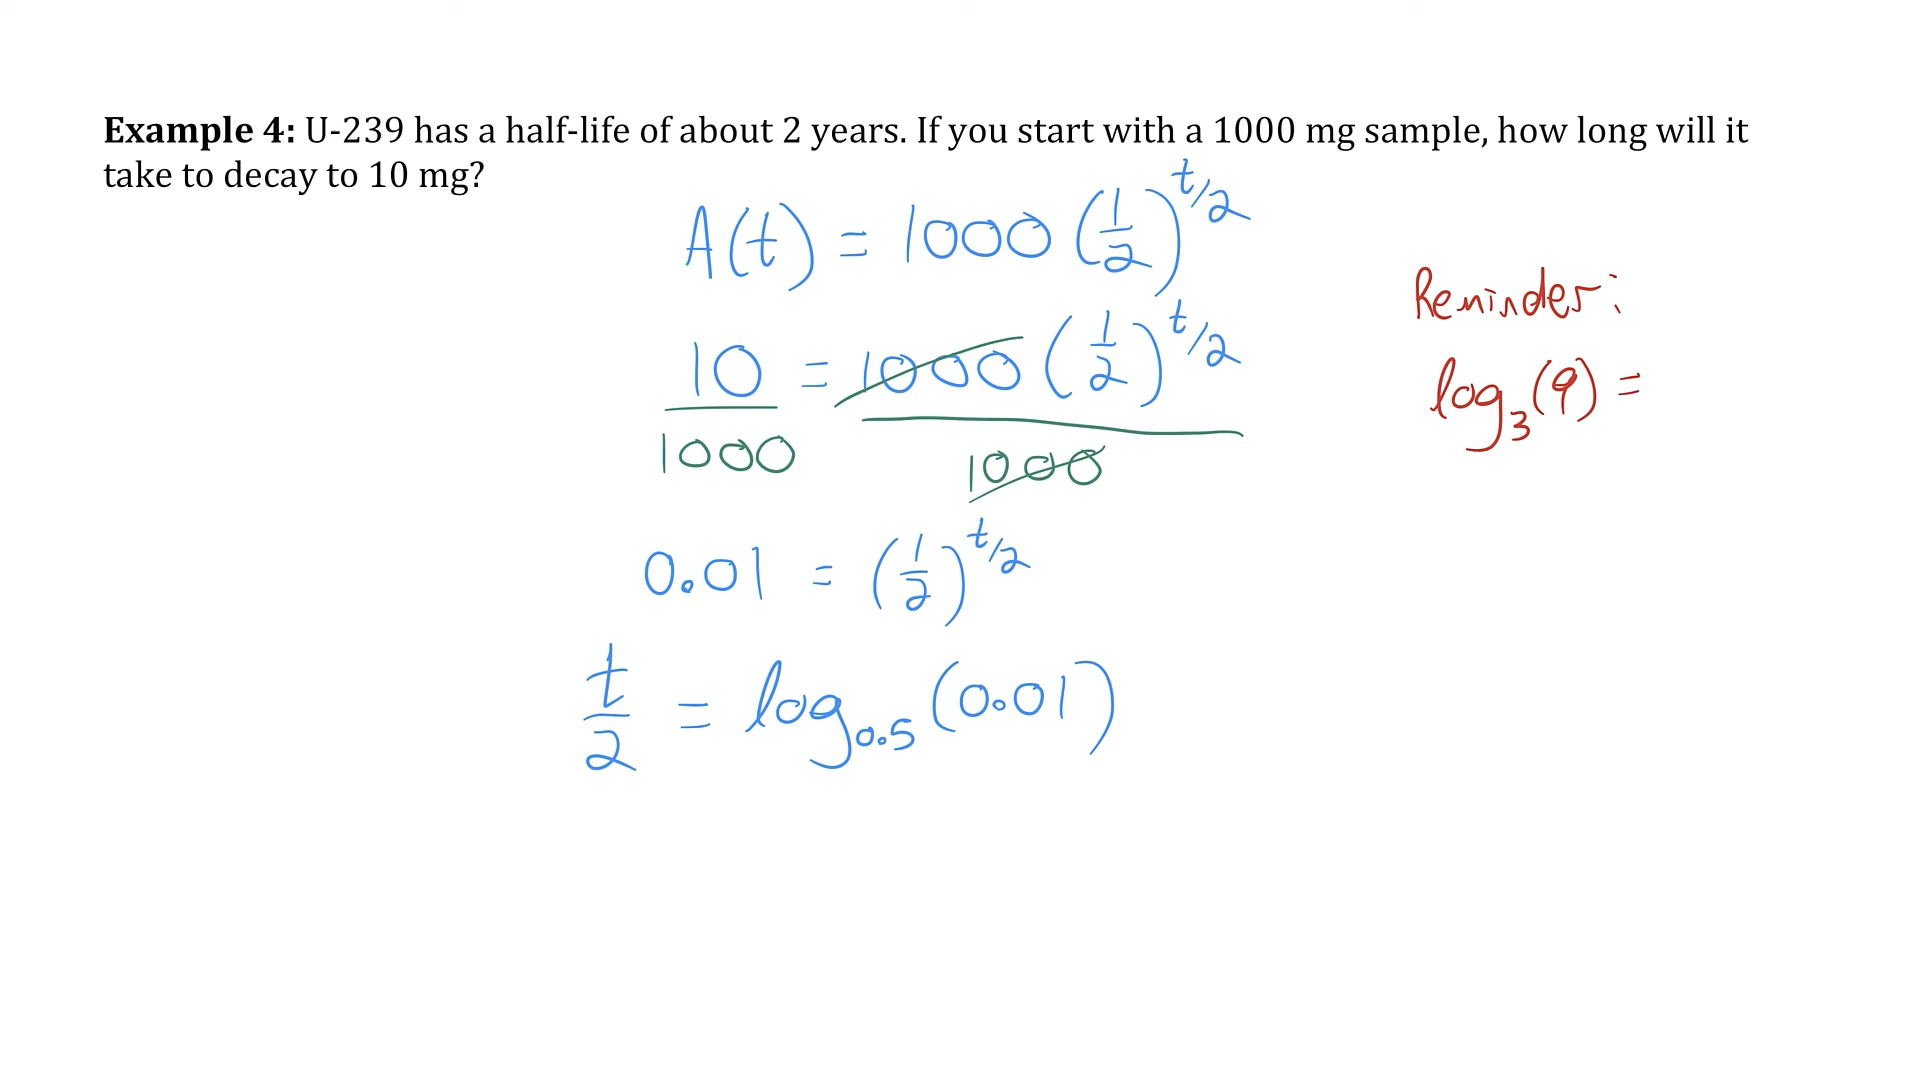 Example 4: U-239 has a half-life of about 2 years. If you start with a 1000 mg sample, how long will it
take to decay to 10 mg?
A(t) = 1000 (1/2)^t/2
10 = 1000 (1/2)^t/2
1000 1000
0.01 = (1/2)^t/2
t/2 = log_0.5 (0.01)
Reminder:
log_3 (9) =